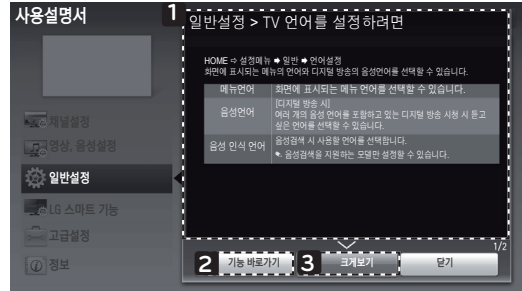 사용설명서
1
일반설정 > TV 언어를 설정하려면
HOME ⇨ 설정메뉴 ➡ 일반 ➡ 언어설정
화면에 표시되는 메뉴의 언어와 디지털 방송의 음성언어를 선택할 수 있습니다.
메뉴언어 화면에 표시되는 메뉴 언어를 선택합니다.
음성언어 [디지털 방송 시]
여러 개의 음성 언어를 포함하고 있는 디지털 방송 시청 시 듣고
싶은 언어를 선택할 수 있습니다.
음성 인식 언어 음성검색 시 사용할 언어를 선택합니다.
음성검색을 지원하는 모델만 설정할 수 있습니다.
채널설정
영상, 음성설정
일반설정
LG 스마트 기능
고급설정
정보
1/2
2 기능 바로가기 3 크게보기 닫기